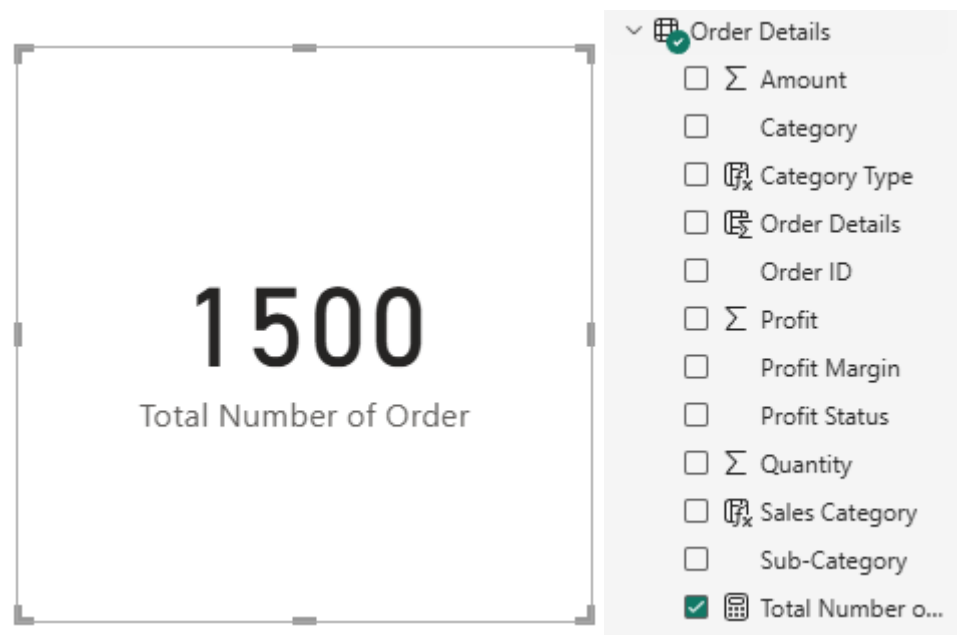 1500
Total Number of Order
Order Details
Amount
Category
Category Type
Order Details
Order ID
Profit
Profit Margin
Profit Status
Quantity
Sales Category
Sub-Category
Total Number o...